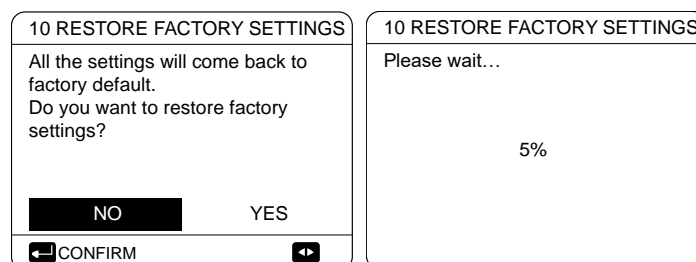 10 RESTORE FACTORY SETTINGS
All the settings will come back to
factory default.
Do you want to restore factory
settings?
NO YES
CONFIRM
10 RESTORE FACTORY SETTINGS
Please wait…
5%